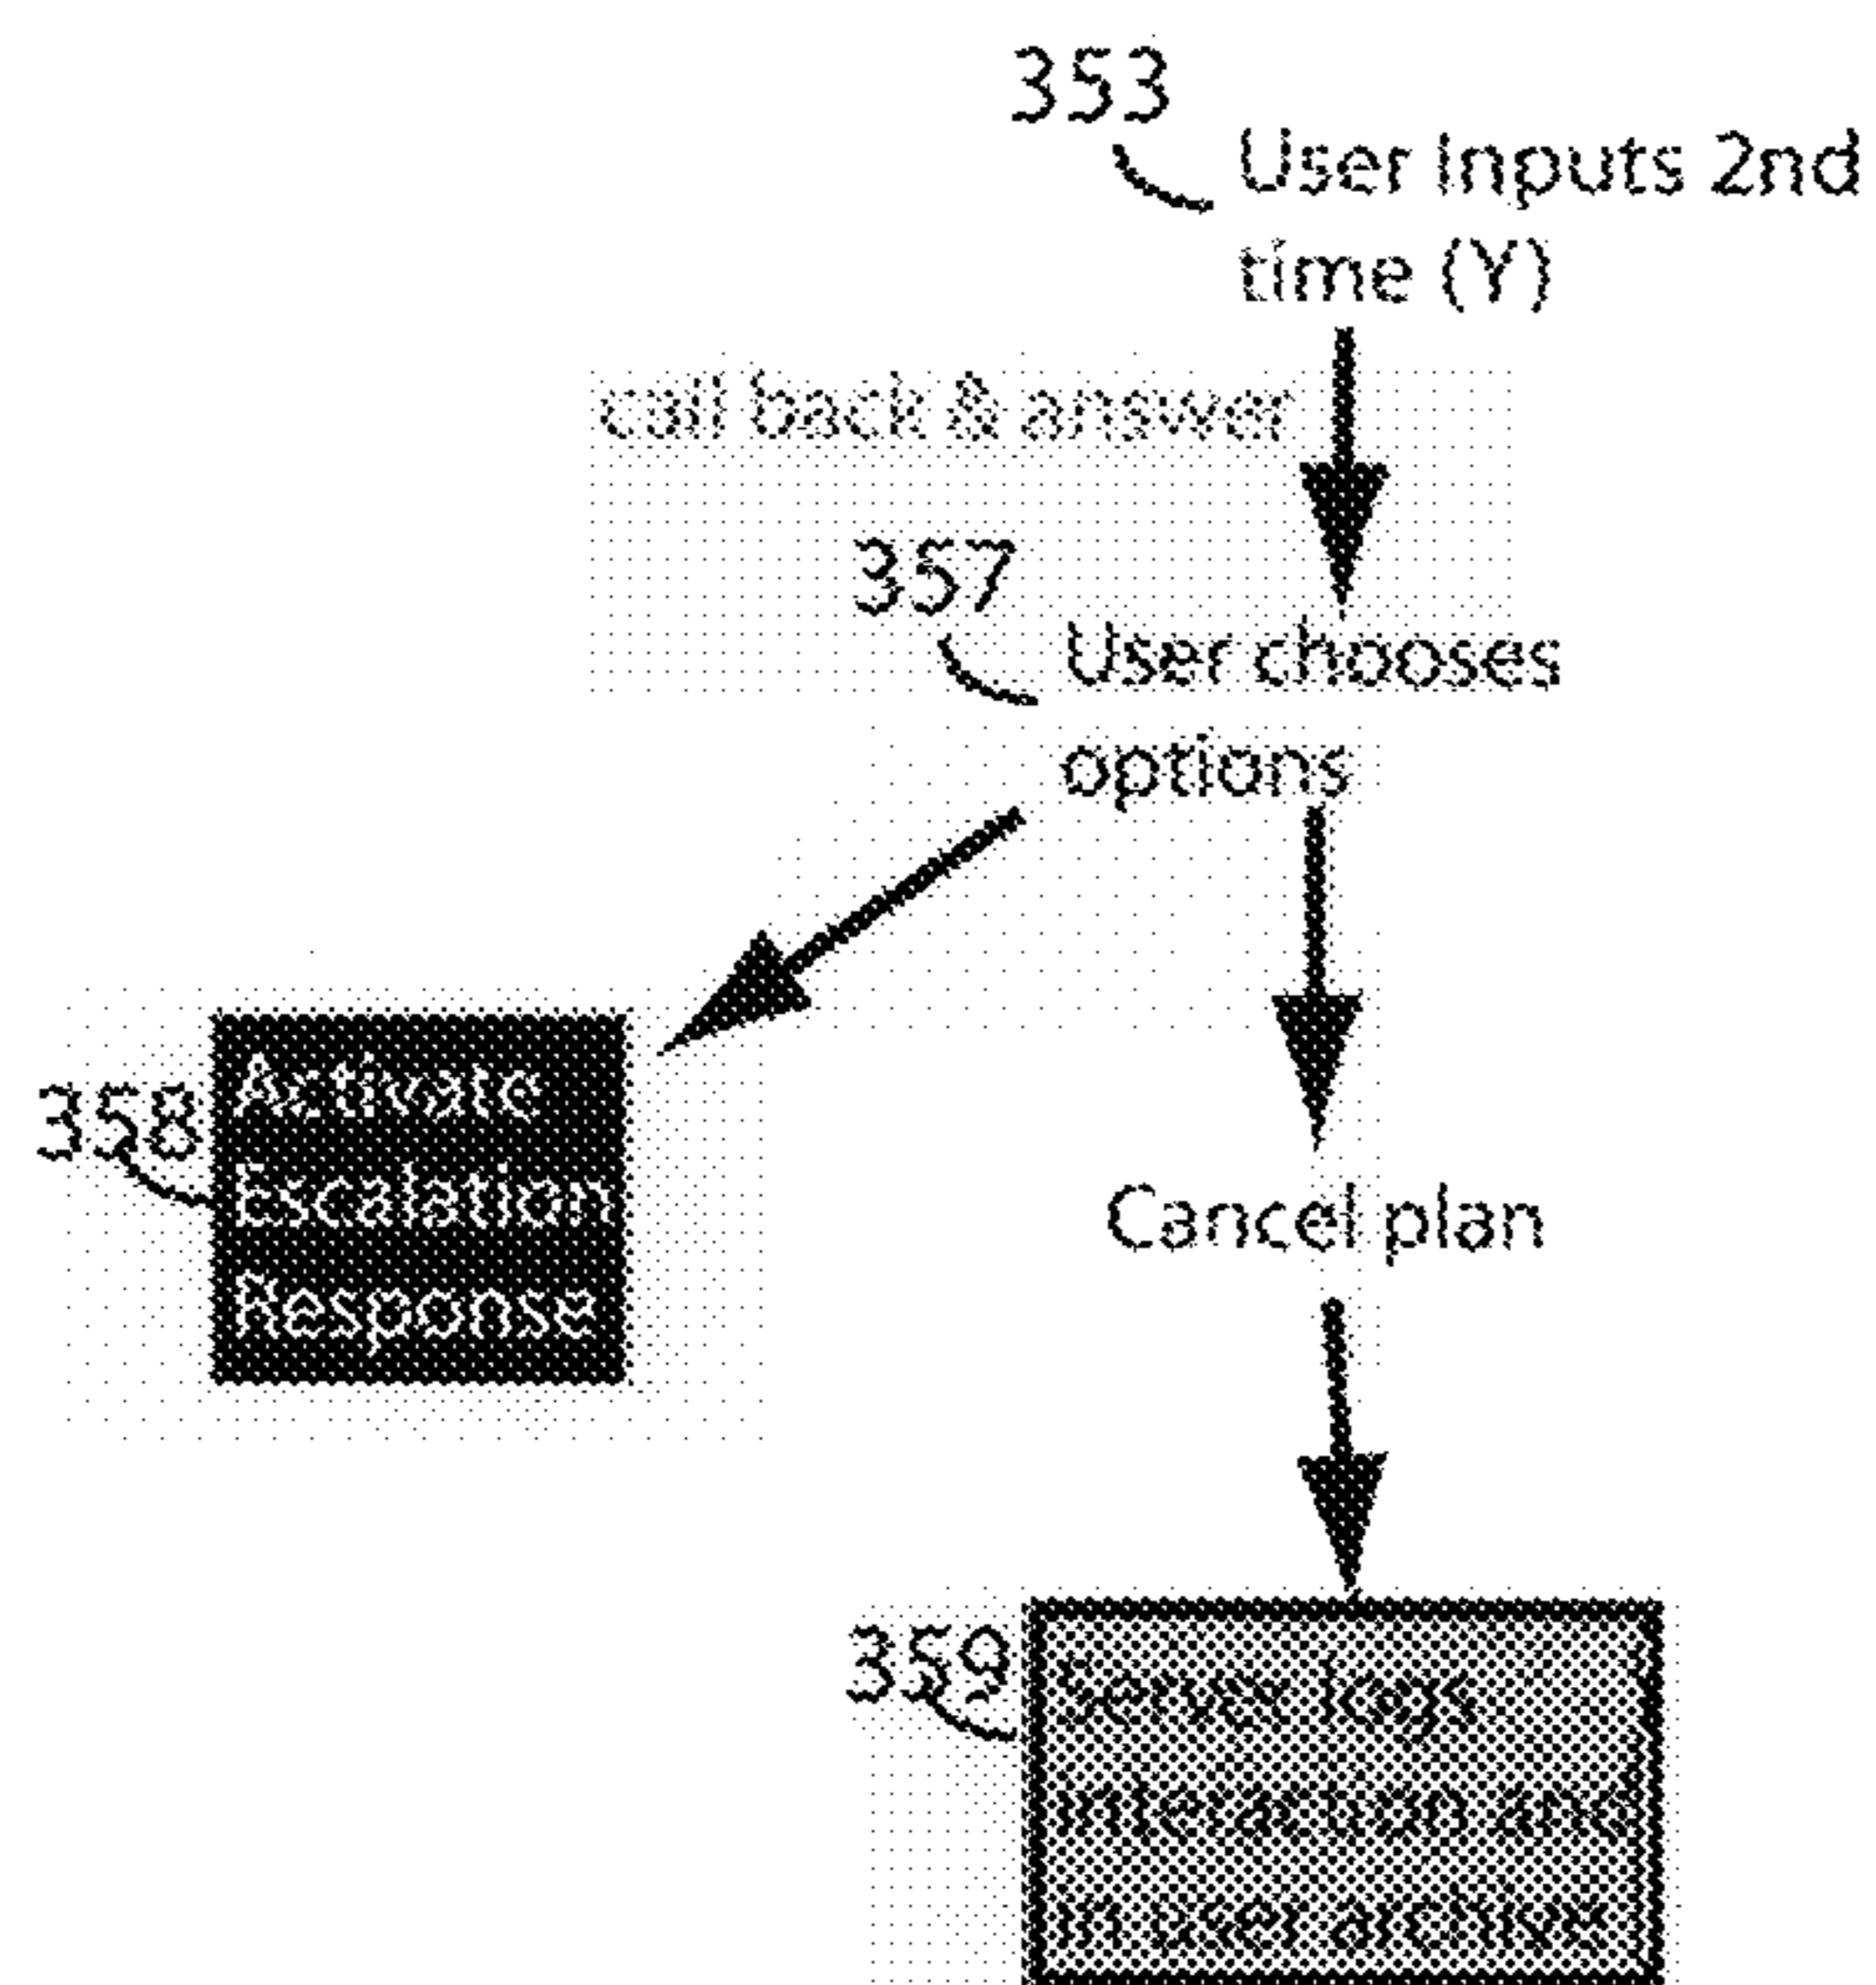 353
User Inputs 2nd
time (Y)
call back & answer
357
User chooses
options
358
Activate
Escalation
Response
Cancel plan
359
Server logs
interaction and
in user archive